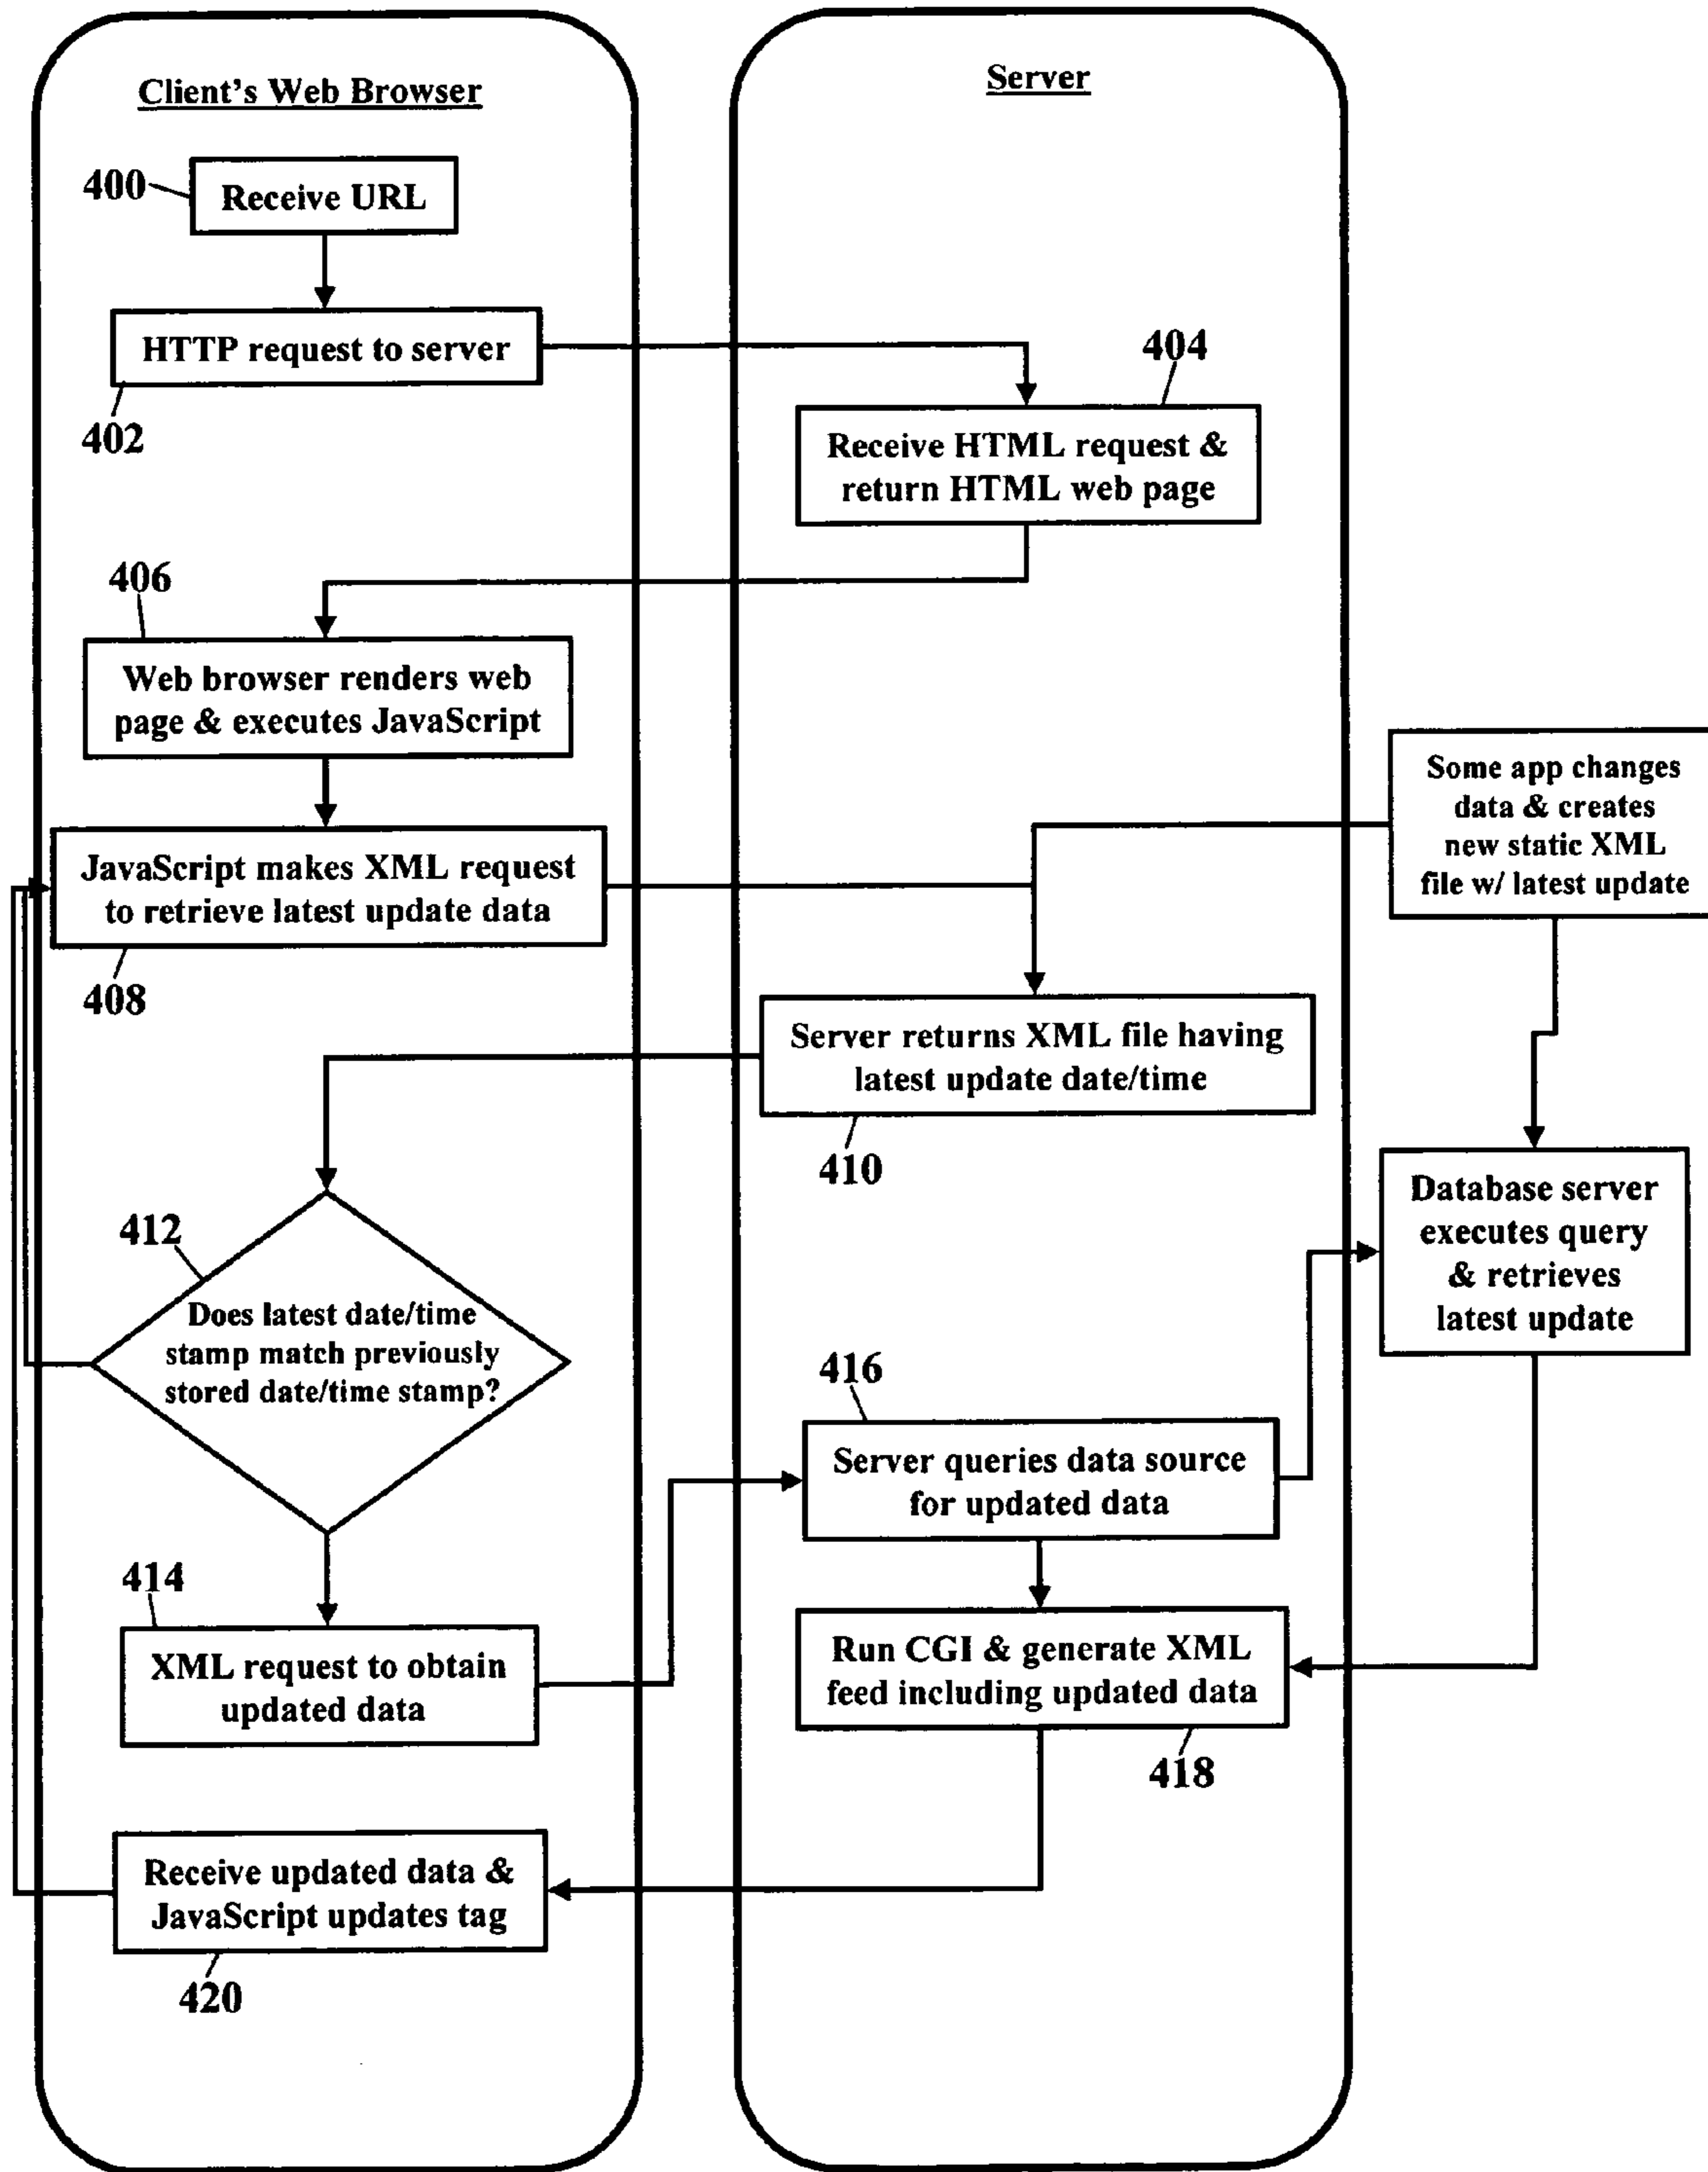 Client's Web Browser
Server
400
Receive URL
HTTP request to server
402
404
Receive HTML request &
return HTML web page
406
Web browser renders web
page & executes JavaScript
Some app changes
data & creates
new static XML
file w/ latest update
JavaScript makes XML request
to retrieve latest update data
408
Server returns XML file having
latest update date/time
410
Database server
executes query
& retrieves
latest update
412
Does latest date/time
stamp match previously
stored date/time stamp?
416
Server queries data source
for updated data
414
XML request to obtain
updated data
Run CGI & generate XML
feed including updated data
418
Receive updated data &
JavaScript updates tag
420